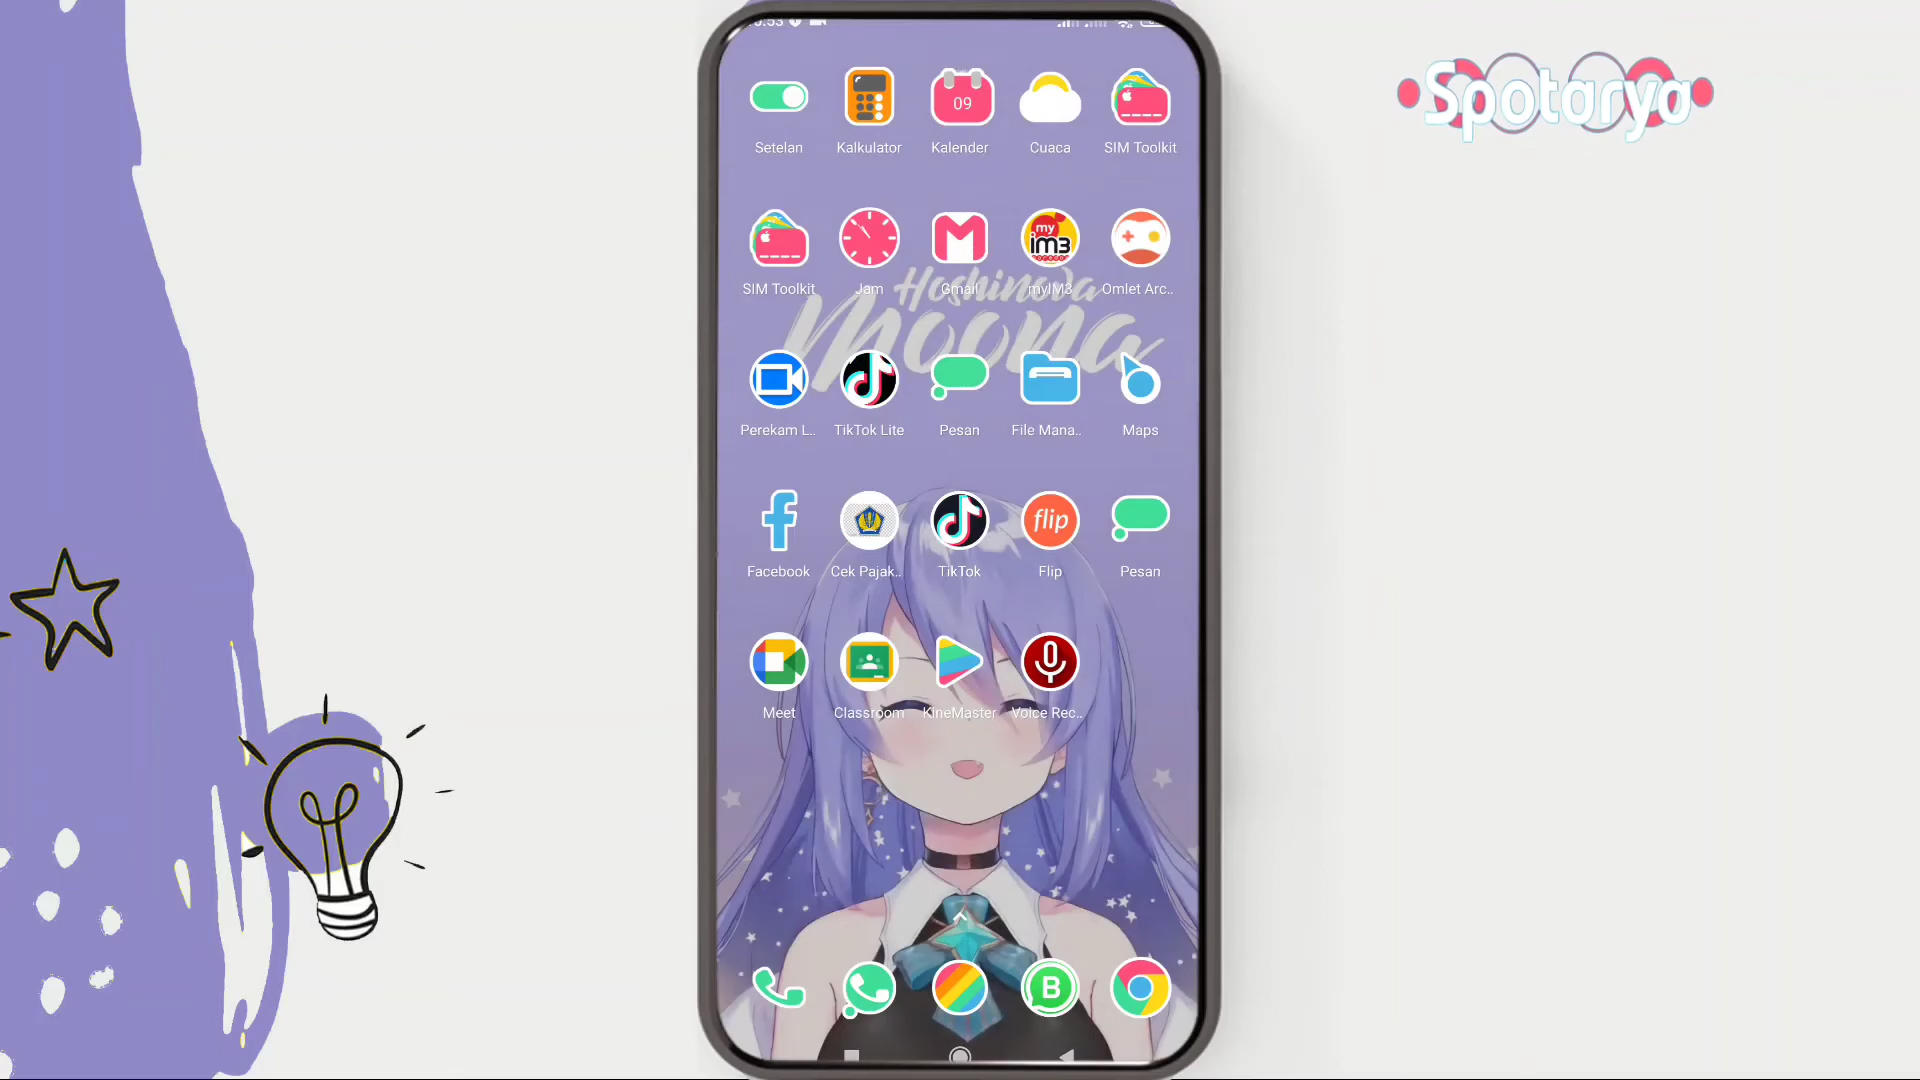 Spotarya
Setelan
Kalkulator
09
Kalender
Cuaca
SIM Toolkit
SIM Toolkit
Jam
Gmail
my
im3
myIM3
Omlet Arc..
Hoshinova
Moona
Perekam L..
TikTok Lite
Pesan
File Mana..
Maps
Facebook
Cek Pajak..
TikTok
flip
Flip
Pesan
Meet
Classroom
KineMaster
Voice Rec..
B